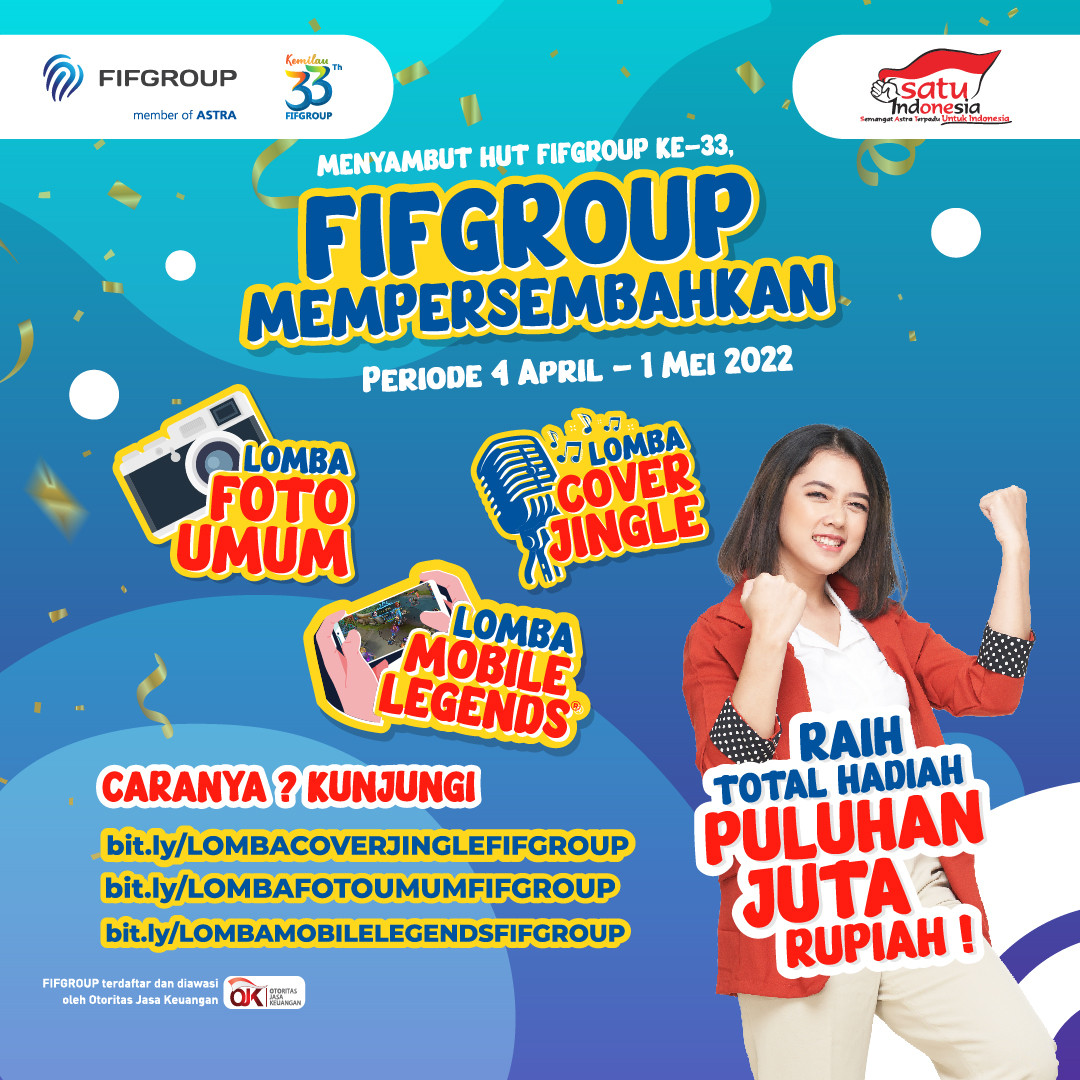 FIFGROUP
member of ASTRA
Kemilau
33Th
FIFGROUP
satu
Indonesia
Semangat Astra Terpadu Untuk Indonesia
MENYAMBUT HUT FIFGROUP KE-33,
FIFGROUP
MEMPERSEMBAHKAN
PERIODE 4 APRIL - 1 MEI 2022
LOMBA
FOTO
UMUM
LOMBA
COVER
JINGLE
LOMBA
MOBILE
LEGENDS®
RAIH
TOTAL HADIAH
PULUHAN
JUTA
RUPIAH !
CARANYA ? KUNJUNGI
bit.ly/LOMBACOVERJINGLEFIFGROUP
bit.ly/LOMBAFOTOUMUMFIFGROUP
bit.ly/LOMBAMOBILELEGENDSFIFGROUP
FIFGROUP terdaftar dan diawasi
oleh Otoritas Jasa Keuangan
OJK
OTORITAS
JASA
KEUANGAN